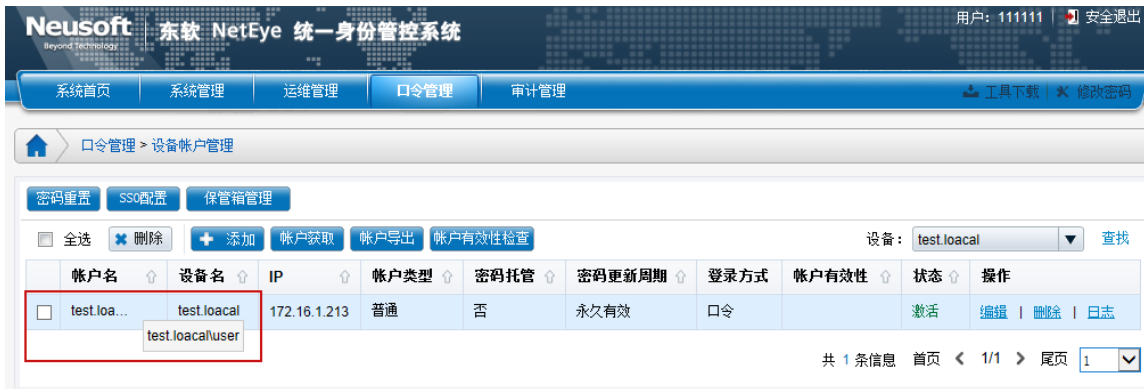 Neusoft 东软 NetEye 统一身份管控系统
Beyond Technology
用户: 111111 | 安全退出
系统首页 系统管理 运维管理 口令管理 审计管理 工具下载 修改密码
口令管理 > 设备帐户管理
密码重置 SSO配置 保管箱管理
全选 删除 添加 帐户获取 帐户导出 帐户有效性检查 设备: test.loacal 查找
帐户名 设备名 IP 帐户类型 密码托管 密码更新周期 登录方式 帐户有效性 状态 操作
test.loa... test.loacal 172.16.1.213 普通 否 永久有效 口令 激活 编辑 | 删除 | 日志
test.loacal\user
共 1 条信息 首页 1/1 尾页 1